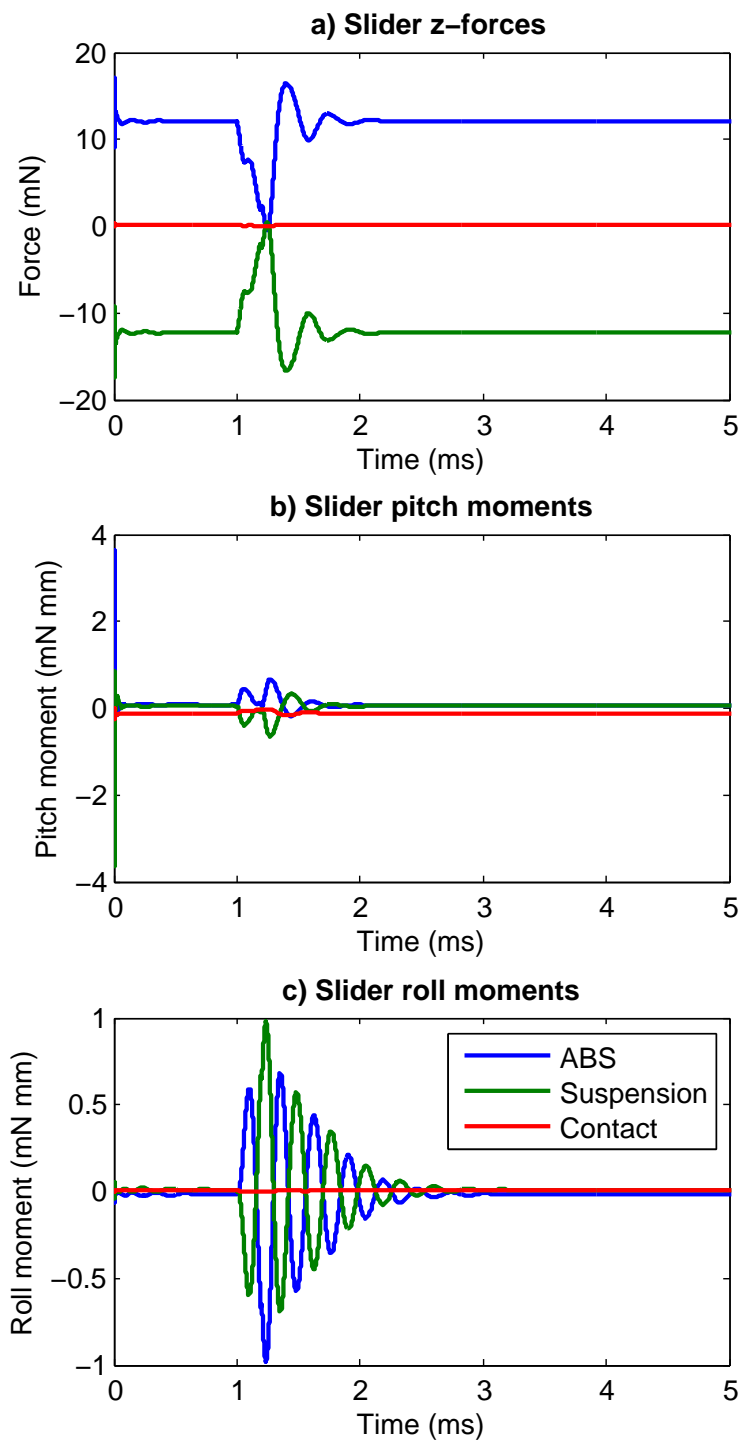 a) Slider z−forces
20
10
0
−10
−20
Force (mN)
0 1 2 3 4 5
Time (ms)
b) Slider pitch moments
4
2
0
−2
−4
Pitch moment (mN mm)
0 1 2 3 4 5
Time (ms)
c) Slider roll moments
1
0.5
0
−0.5
−1
Roll moment (mN mm)
ABS
Suspension
Contact
0 1 2 3 4 5
Time (ms)